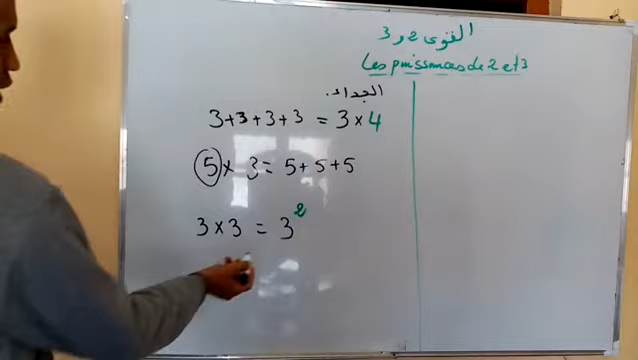 القوى 2 و 3
Les puissances de 2 et 3
الجداء.
3+3+3+3 = 3 × 4
5 × 3 = 5 + 5 + 5
3 × 3 = 3²